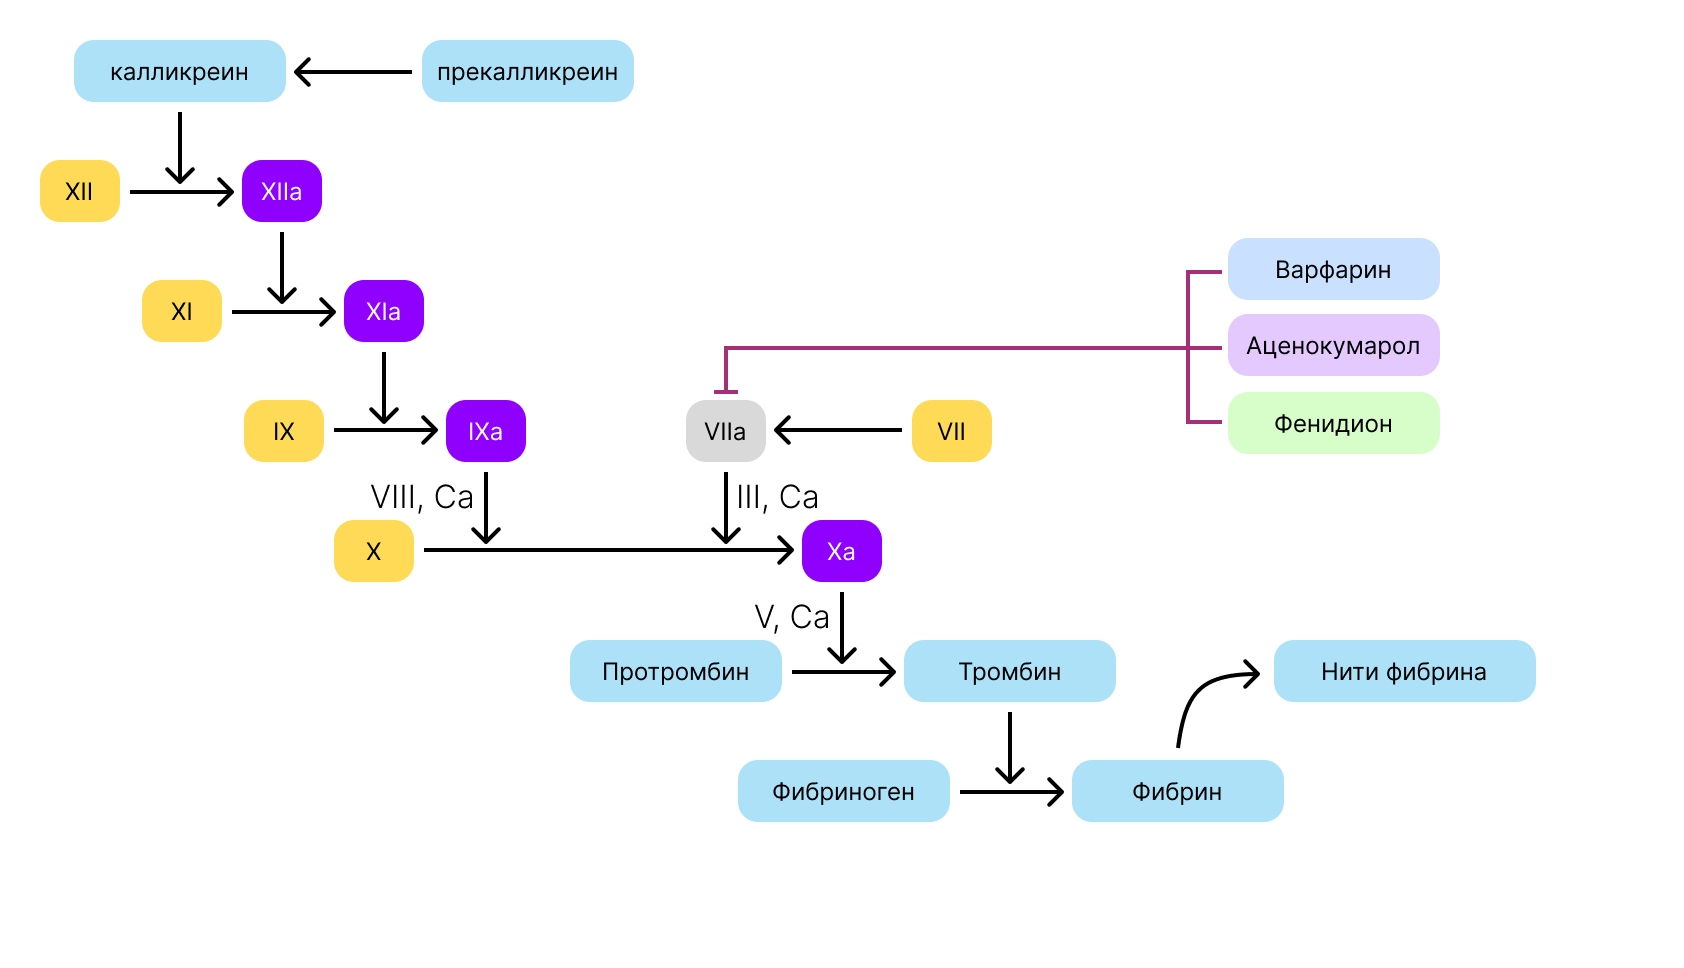 калликреин
прекалликреин
XII
XIIa
XI
XIa
Варфарин
Аценокумарол
Фенидион
IX
IXa
VIIa
VII
VIII, Ca
III, Ca
X
Xa
V, Ca
Протромбин
Тромбин
Нити фибрина
Фибриноген
Фибрин